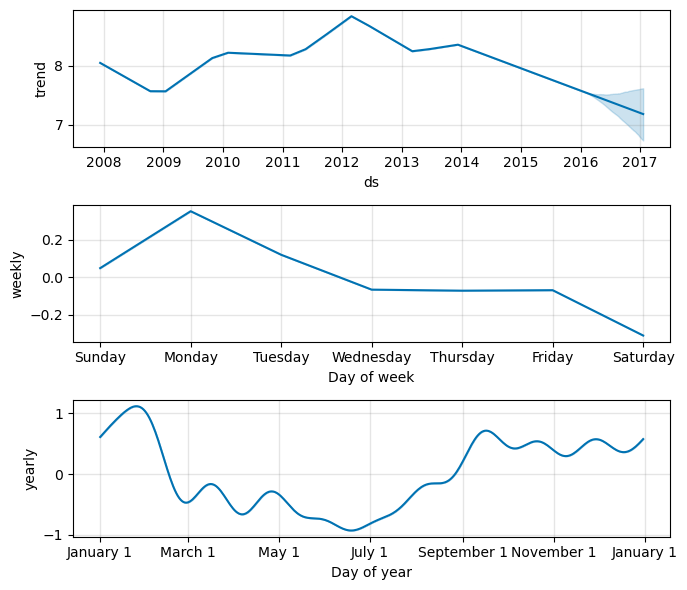 8
7
trend
2008 2009 2010 2011 2012 2013 2014 2015 2016 2017
ds
0.2
0.0
−0.2
weekly
Sunday Monday Tuesday Wednesday Thursday Friday Saturday
Day of week
1
0
−1
yearly
January 1 March 1 May 1 July 1 September 1 November 1 January 1
Day of year